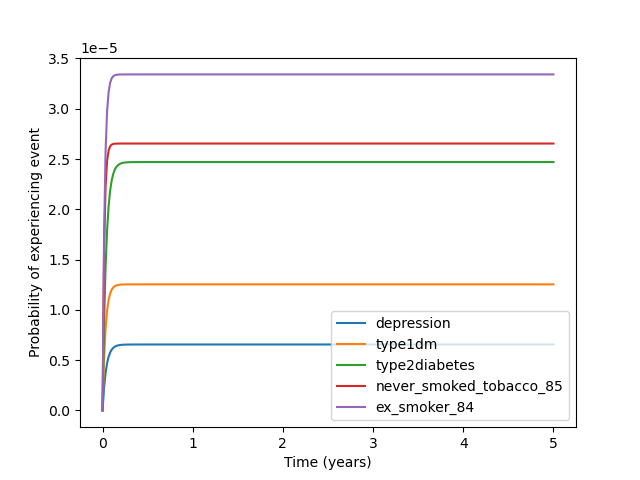 1e−5
3.5
3.0
2.5
2.0
1.5
1.0
0.5
0.0
Probability of experiencing event
depression
type1dm
type2diabetes
never_smoked_tobacco_85
ex_smoker_84
0 1 2 3 4 5
Time (years)